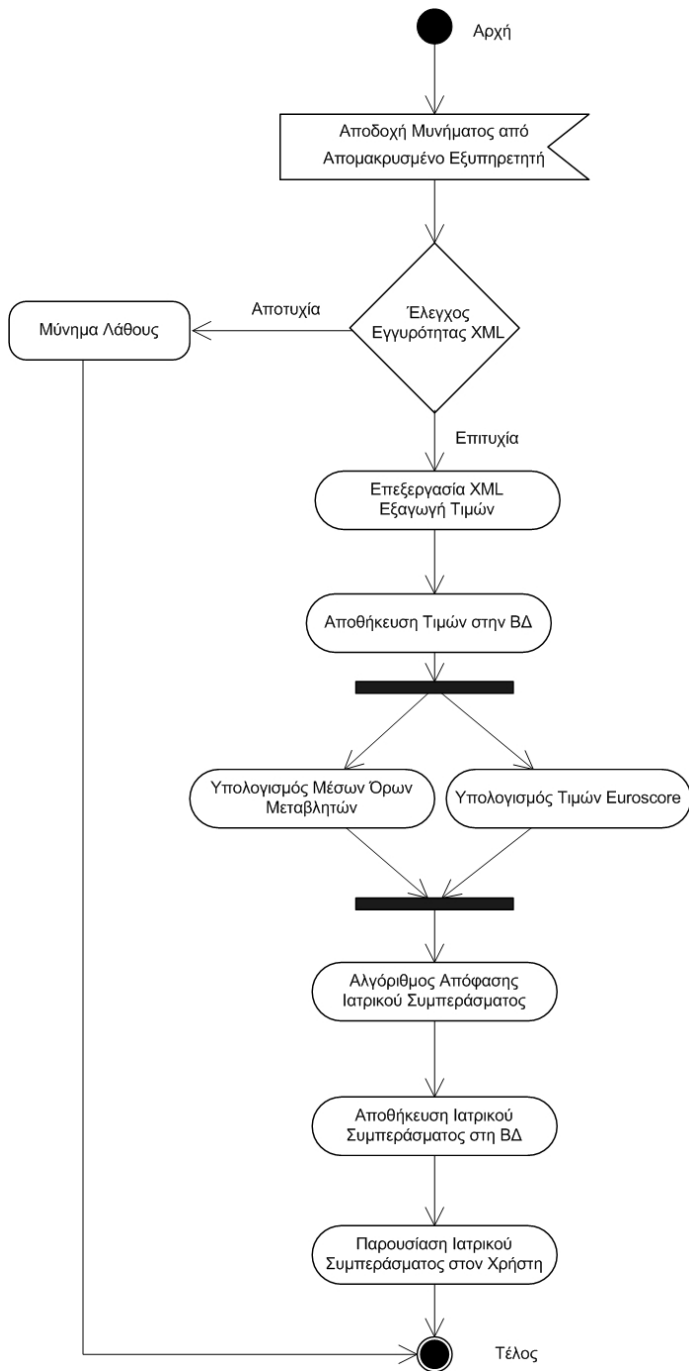 Αρχή
Αποδοχή Μυνήματος από
Απομακρυσμένο Εξυπηρετητή
Έλεγχος
Εγγυρότητας XML
Αποτυχία
Μύνημα Λάθους
Επιτυχία
Επεξεργασία XML
Εξαγωγή Τιμών
Αποθήκευση Τιμών στην ΒΔ
Υπολογισμός Μέσων Όρων
Μεταβλητών
Υπολογισμός Τιμών Euroscore
Αλγόριθμος Απόφασης
Ιατρικού Συμπεράσματος
Αποθήκευση Ιατρικού
Συμπεράσματος στη ΒΔ
Παρουσίαση Ιατρικού
Συμπεράσματος στον Χρήστη
Τέλος